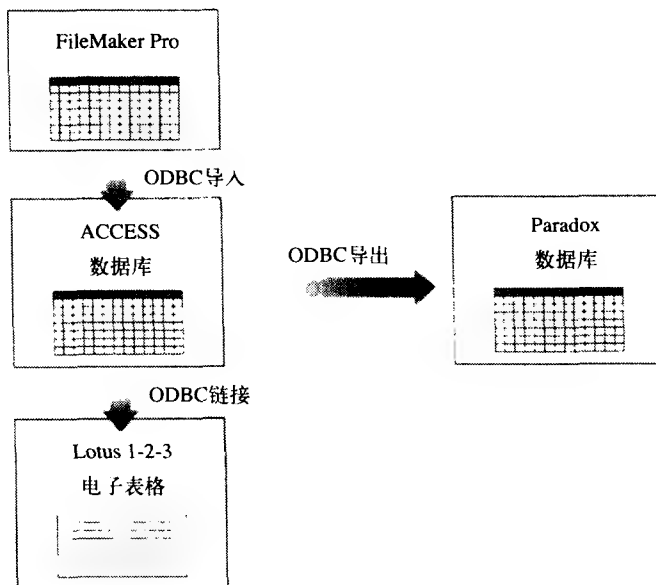 FileMaker Pro
ODBC导入
ACCESS
数据库
ODBC导出
Paradox
数据库
ODBC链接
Lotus 1-2-3
电子表格